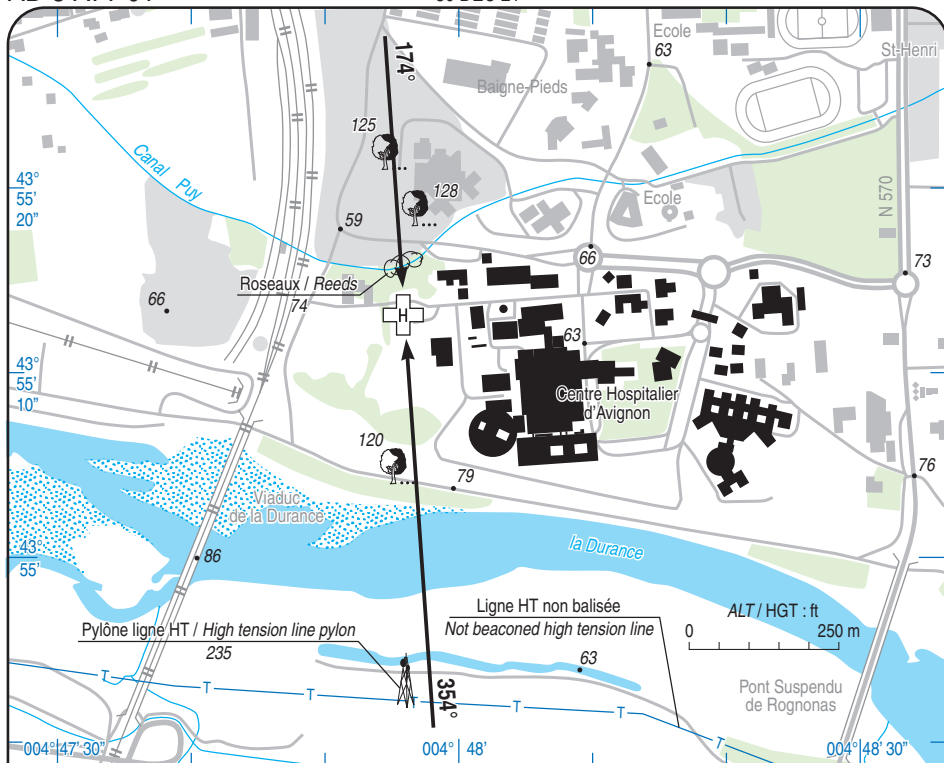 174°
Ecole
63
St-Henri
Baigne-Pieds
125
Canal Puy
43°
55'
20"
128
Ecole
N 570
59
66
73
Roseaux / Reeds
74
66
H
63
43°
55'
10"
Centre Hospitalier
d'Avignon
120
79
76
Viaduc
de la Durance
la Durance
43°
55'
86
Ligne HT non balisée
Not beaconed high tension line
ALT / HGT : ft
0 250 m
Pylône ligne HT / High tension line pylon
235
63
T
T
T
T
T
T
354°
Pont Suspendu
de Rognonas
004° 47' 30"
004° 48'
004° 48' 30"